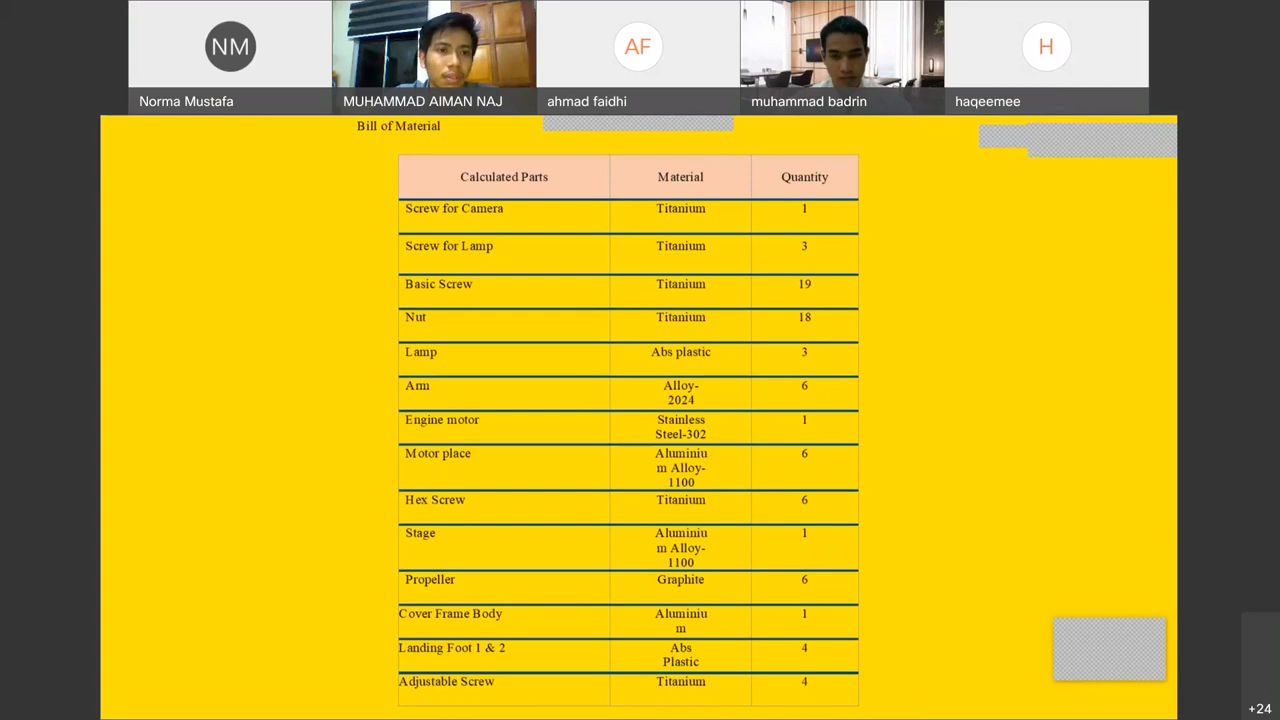 NM
AF
H
Norma Mustafa
MUHAMMAD AIMAN NAJ
ahmad faidhi
muhammad badrin
haqeemee
Bill of Material
Calculated Parts Material Quantity
Screw for Camera Titanium 1
Screw for Lamp Titanium 3
Basic Screw Titanium 19
Nut Titanium 18
Lamp Abs plastic 3
Arm Alloy- 6
2024
Engine motor Stainless 1
Steel-302
Motor place Aluminiu 6
m Alloy-
1100
Hex Screw Titanium 6
Stage Aluminiu 1
m Alloy-
1100
Propeller Graphite 6
Cover Frame Body Aluminiu 1
m
Landing Foot 1 & 2 Abs 4
Plastic
Adjustable Screw Titanium 4
+24